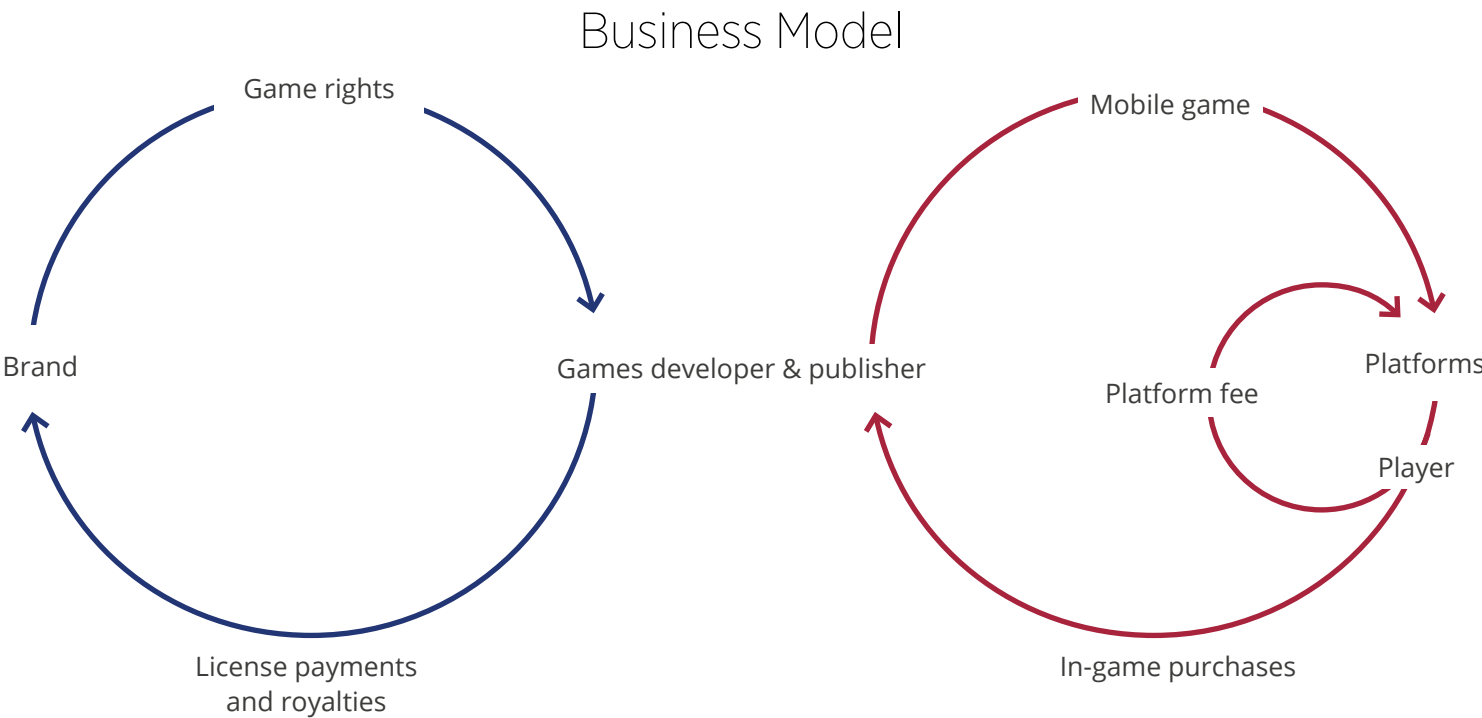 Business Model
Game rights
Mobile game
Brand
Games developer & publisher
Platforms
Platform fee
Player
License payments
and royalties
In-game purchases